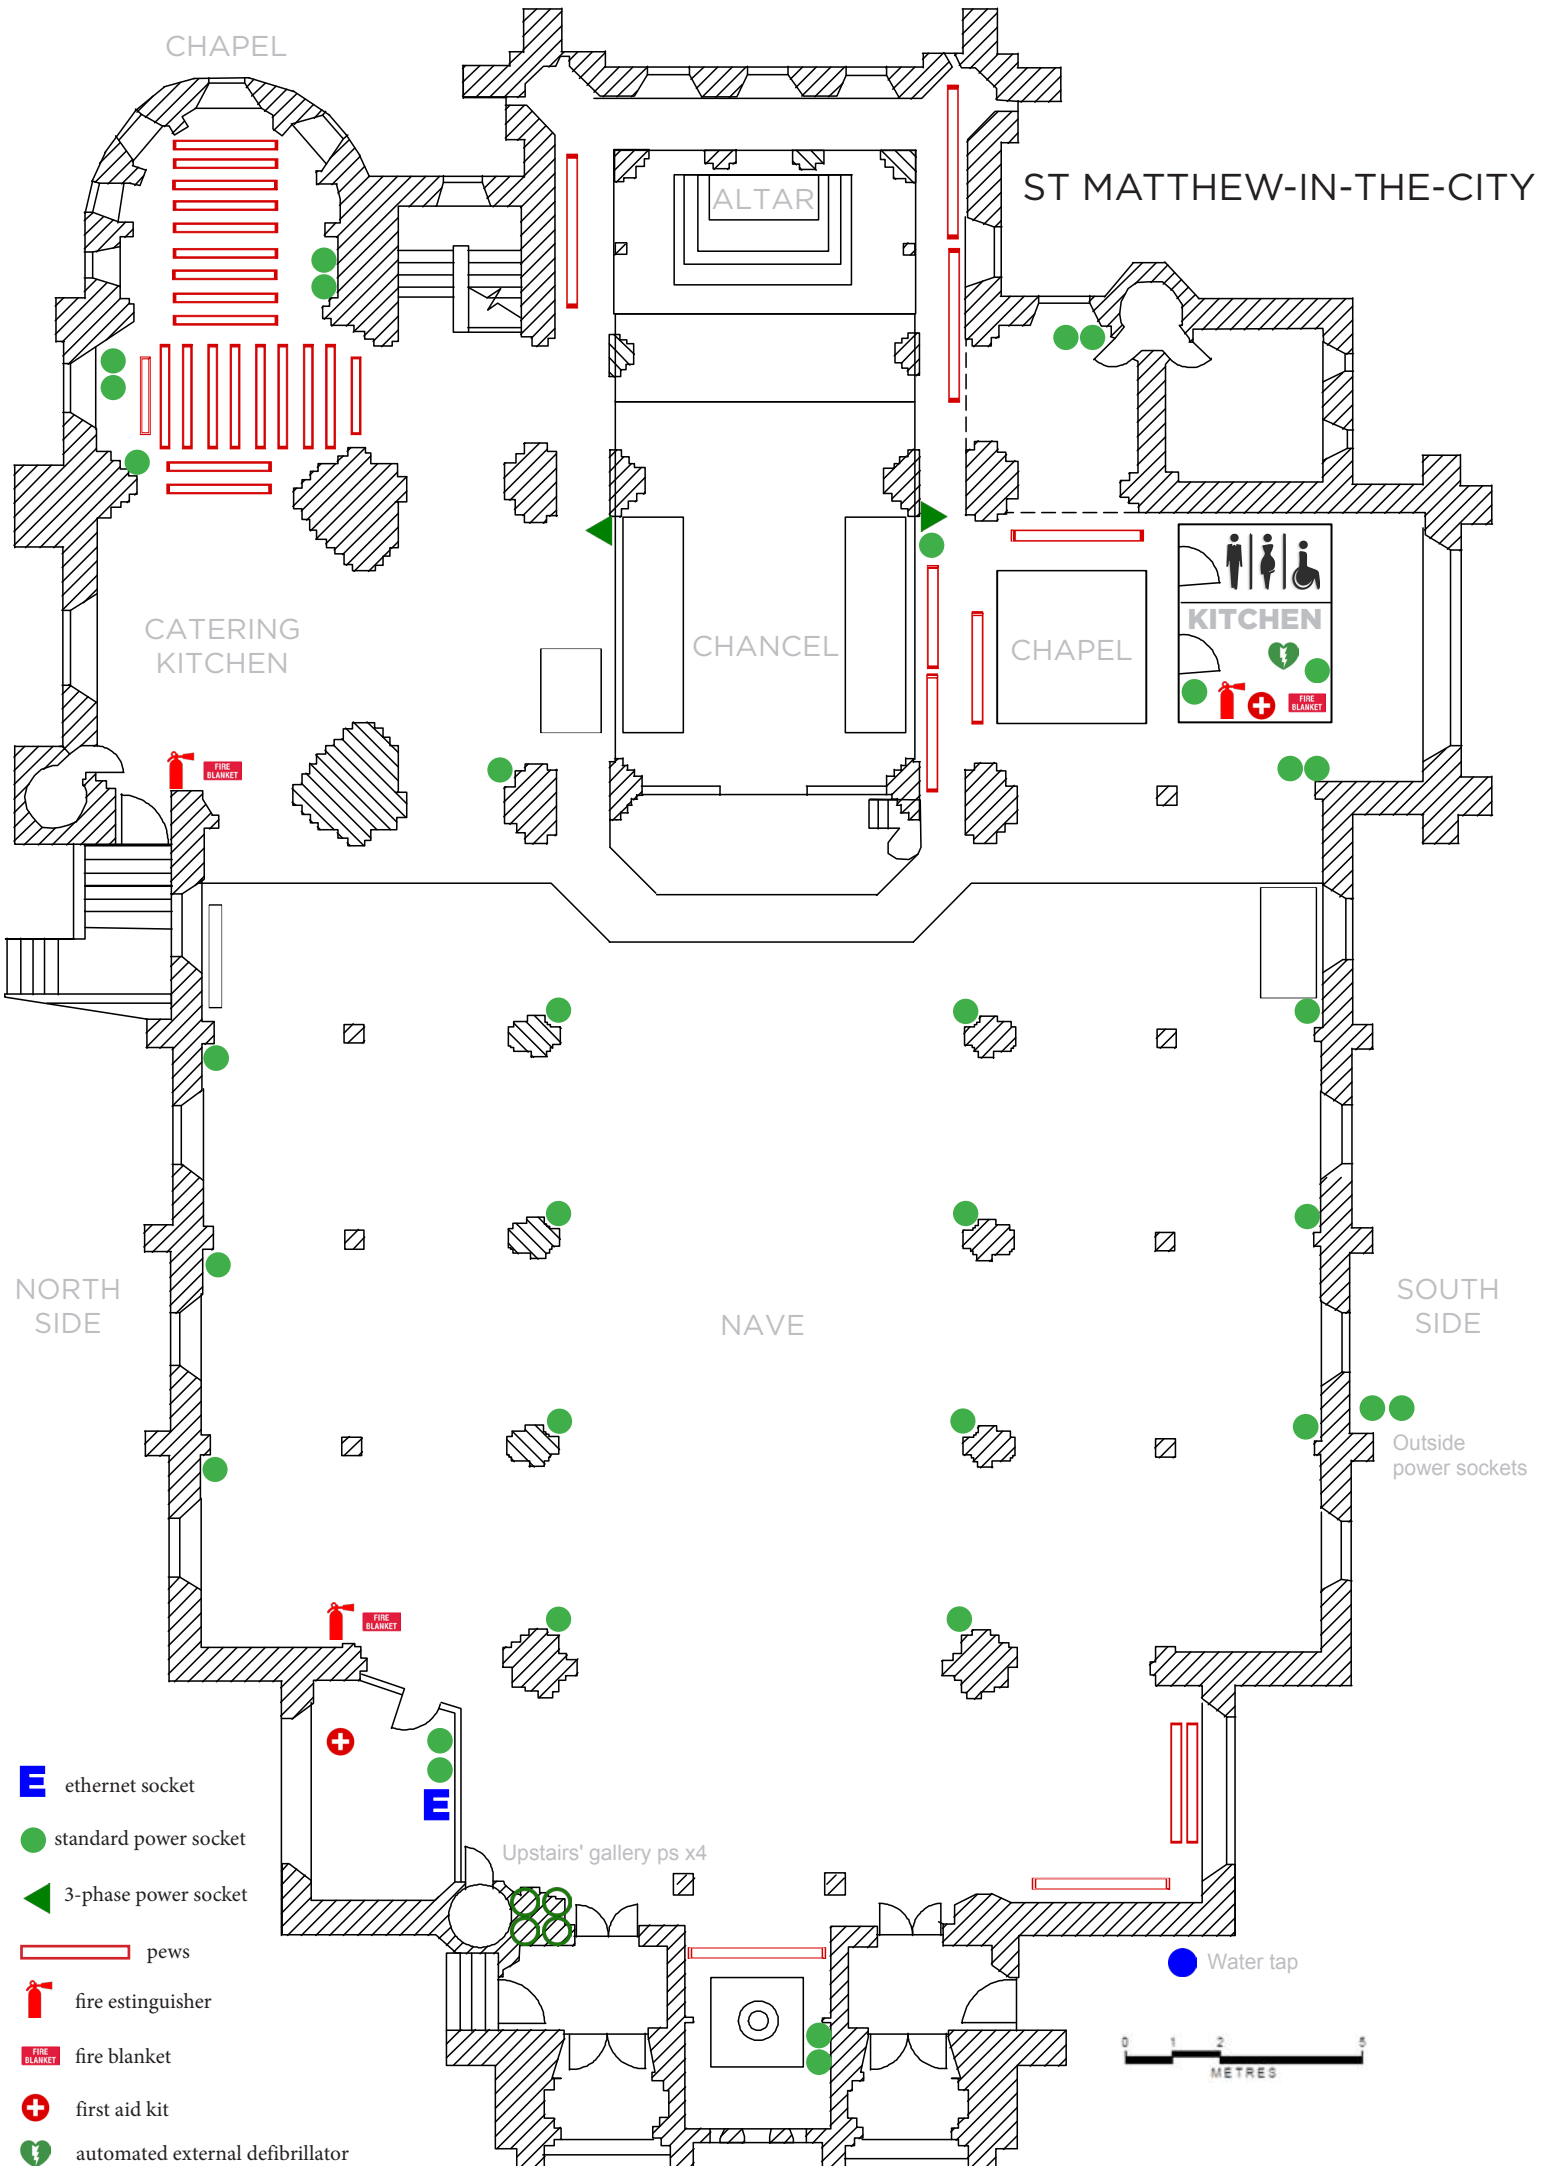 CHAPEL
ST MATTHEW-IN-THE-CITY
ALTAR
CATERING
KITCHEN
CHANCEL
CHAPEL
KITCHEN
FIRE
BLANKET
FIRE
BLANKET
NORTH
SIDE
NAVE
SOUTH
SIDE
Outside
power sockets
FIRE
BLANKET
E
Upstairs' gallery ps x4
Water tap
0 1 2 5
METRES
E ethernet socket
standard power socket
3-phase power socket
pews
fire estinguisher
FIRE
BLANKET
fire blanket
first aid kit
automated external defibrillator